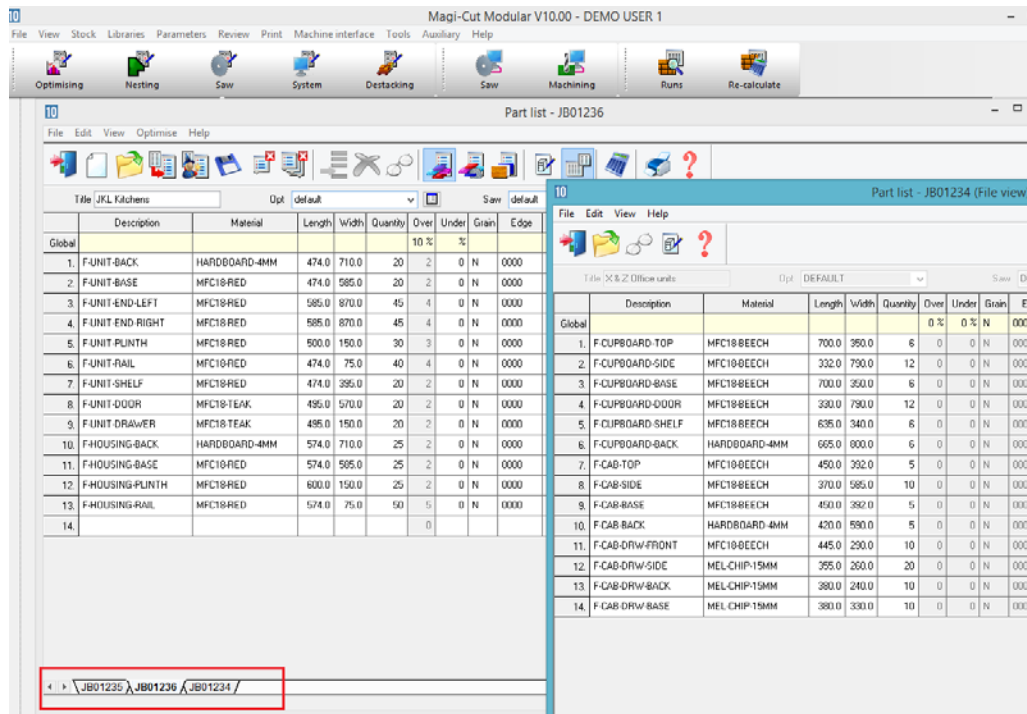 10 Magi-Cut Modular V10.00 - DEMO USER 1
File View Stock Libraries Parameters Review Print Machine interface Tools Auxiliary Help
Optimising Nesting Saw System Destacking Saw Machining Runs Re-calculate
10 Part list - JB01236
File Edit View Optimise Help
Title JKL Kitchens Opt default Saw default
Description Material Length Width Quantity Over Under Grain Edge
Global 10 % %
1. F-UNIT-BACK HARDBOARD-4MM 474.0 710.0 20 2 0 N 0000
2. F-UNIT-BASE MFC18-RED 474.0 585.0 20 2 0 N 0000
3. F-UNIT-END-LEFT MFC18-RED 585.0 870.0 45 4 0 N 0000
4. F-UNIT-END-RIGHT MFC18-RED 585.0 870.0 45 4 0 N 0000
5. F-UNIT-PLINTH MFC18-RED 500.0 150.0 30 3 0 N 0000
6. F-UNIT-RAIL MFC18-RED 474.0 75.0 40 4 0 N 0000
7. F-UNIT-SHELF MFC18-RED 474.0 395.0 20 2 0 N 0000
8. F-UNIT-DOOR MFC18-TEAK 495.0 570.0 20 2 0 N 0000
9. F-UNIT-DRAWER MFC18-TEAK 495.0 150.0 20 2 0 N 0000
10. F-HOUSING-BACK HARDBOARD-4MM 574.0 710.0 25 2 0 N 0000
11. F-HOUSING-BASE MFC18-RED 574.0 585.0 25 2 0 N 0000
12. F-HOUSING-PLINTH MFC18-RED 600.0 150.0 25 2 0 N 0000
13. F-HOUSING-RAIL MFC18-RED 574.0 75.0 50 5 0 N 0000
14. 0
JB01235 JB01236 JB01234
10 Part list - JB01234 (File view
File Edit View Help
Title X & Z Office units Opt DEFAULT Saw D
Description Material Length Width Quantity Over Under Grain E
Global 0 % 0 % N 000
1. F-CUPBOARD-TOP MFC18-BEECH 700.0 350.0 6 0 0 N 000
2. F-CUPBOARD-SIDE MFC18-BEECH 332.0 790.0 12 0 0 N 000
3. F-CUPBOARD-BASE MFC18-BEECH 700.0 350.0 6 0 0 N 000
4. F-CUPBOARD-DOOR MFC18-BEECH 330.0 790.0 12 0 0 N 000
5. F-CUPBOARD-SHELF MFC18-BEECH 635.0 340.0 6 0 0 N 000
6. F-CUPBOARD-BACK HARDBOARD-4MM 665.0 800.0 6 0 0 N 000
7. F-CAB-TOP MFC18-BEECH 450.0 392.0 5 0 0 N 000
8. F-CAB-SIDE MFC18-BEECH 370.0 585.0 10 0 0 N 000
9. F-CAB-BASE MFC18-BEECH 450.0 392.0 5 0 0 N 000
10. F-CAB-BACK HARDBOARD-4MM 420.0 590.0 5 0 0 N 000
11. F-CAB-DRW-FRONT MFC18-BEECH 445.0 290.0 10 0 0 N 000
12. F-CAB-DRW-SIDE MEL-CHIP-15MM 355.0 260.0 20 0 0 N 000
13. F-CAB-DRW-BACK MEL-CHIP-15MM 380.0 240.0 10 0 0 N 000
14. F-CAB-DRW-BASE MEL-CHIP-15MM 380.0 330.0 10 0 0 N 000